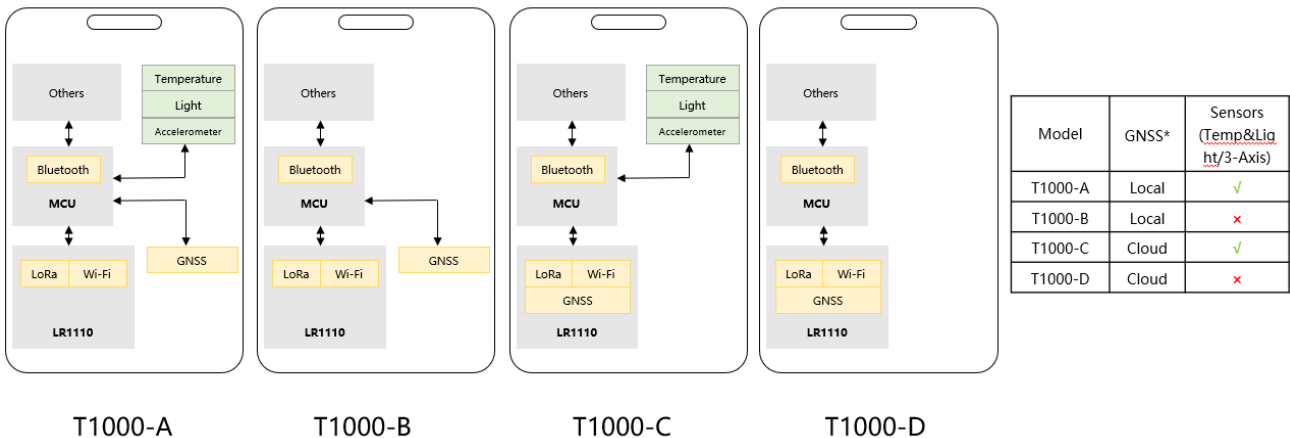 Others
Temperature
Light
Accelerometer
Bluetooth
MCU
GNSS
LoRa Wi-Fi
LR1110
T1000-A
Others
Bluetooth
MCU
GNSS
LoRa Wi-Fi
LR1110
T1000-B
Others
Temperature
Light
Accelerometer
Bluetooth
MCU
LoRa Wi-Fi
GNSS
LR1110
T1000-C
Others
Bluetooth
MCU
LoRa Wi-Fi
GNSS
LR1110
T1000-D
Model GNSS* Sensors
(Temp&Lig
ht/3-Axis)
T1000-A Local √
T1000-B Local ×
T1000-C Cloud √
T1000-D Cloud ×